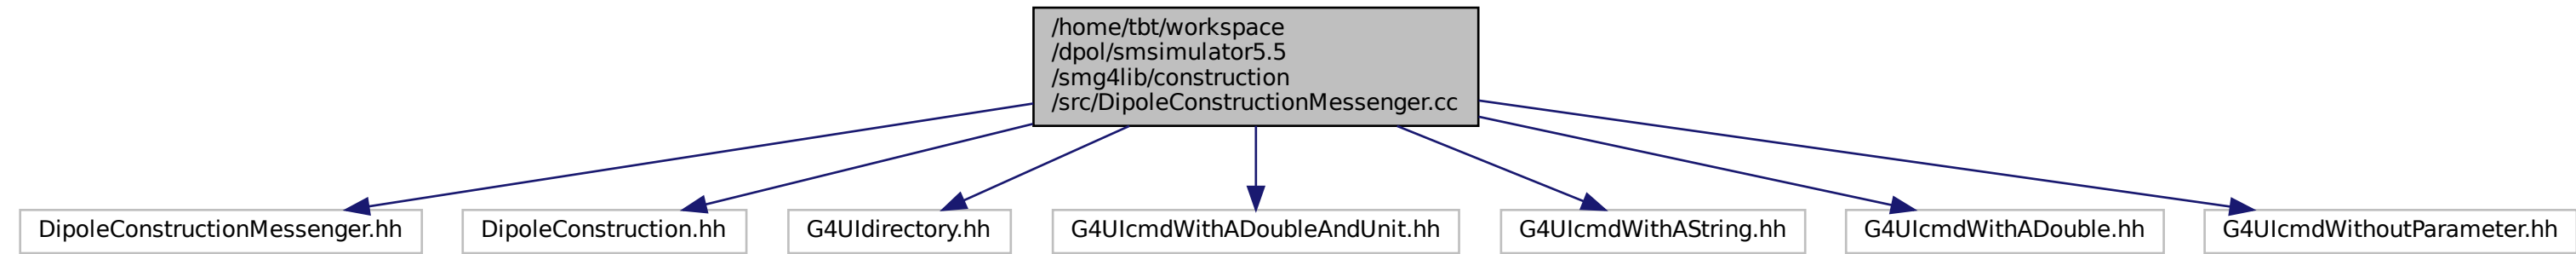 /home/tbt/workspace
/dpol/smsimulator5.5
/smg4lib/construction
/src/DipoleConstructionMessenger.cc
DipoleConstructionMessenger.hh
DipoleConstruction.hh
G4UIdirectory.hh
G4UIcmdWithADoubleAndUnit.hh
G4UIcmdWithAString.hh
G4UIcmdWithADouble.hh
G4UIcmdWithoutParameter.hh